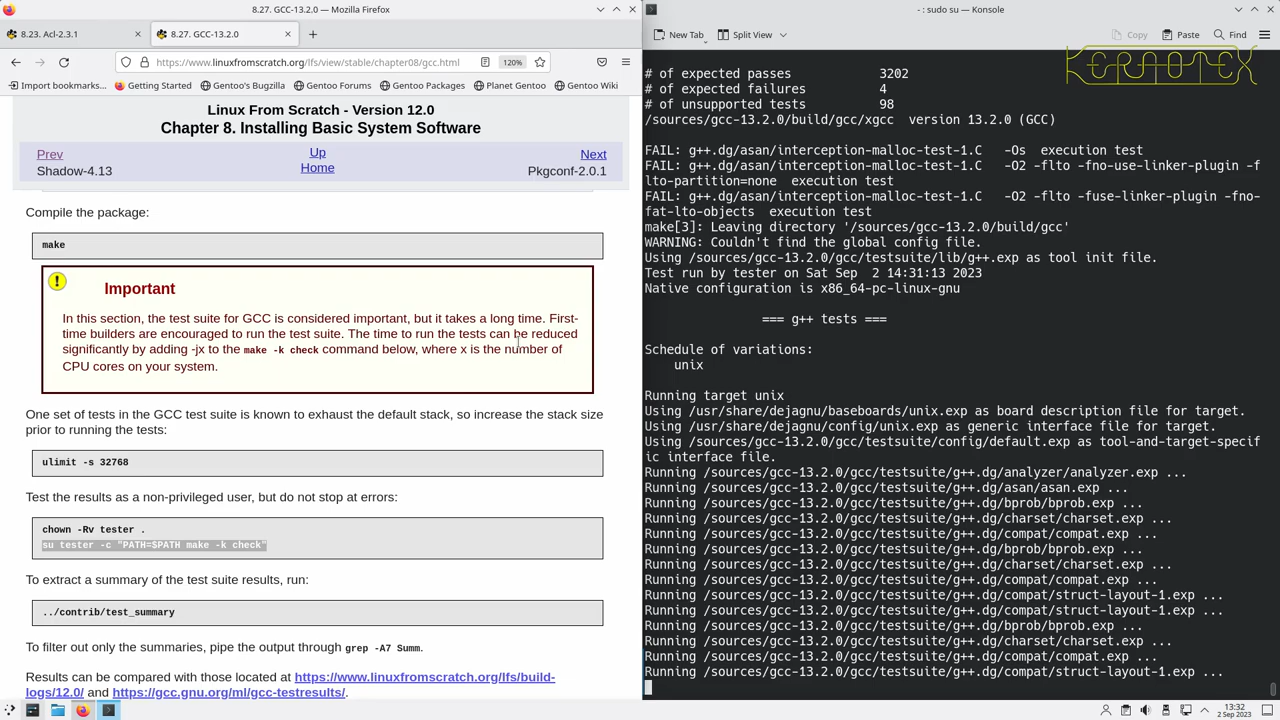 8.27. GCC-13.2.0 — Mozilla Firefox
8.23. Acl-2.3.1
8.27. GCC-13.2.0
https://www.linuxfromscratch.org/lfs/view/stable/chapter08/gcc.html
120%
Import bookmarks...
Getting Started
Gentoo's Bugzilla
Gentoo Forums
Gentoo Packages
Planet Gentoo
Gentoo Wiki
Linux From Scratch - Version 12.0
Chapter 8. Installing Basic System Software
Prev
Up
Next
Shadow-4.13
Home
Pkgconf-2.0.1
Compile the package:
make
Important
In this section, the test suite for GCC is considered important, but it takes a long time. First-
time builders are encouraged to run the test suite. The time to run the tests can be reduced
significantly by adding -jx to the make -k check command below, where x is the number of
CPU cores on your system.
One set of tests in the GCC test suite is known to exhaust the default stack, so increase the stack size
prior to running the tests:
ulimit -s 32768
Test the results as a non-privileged user, but do not stop at errors:
chown -Rv tester .
su tester -c "PATH=$PATH make -k check"
To extract a summary of the test suite results, run:
../contrib/test_summary
To filter out only the summaries, pipe the output through grep -A7 Summ.
Results can be compared with those located at https://www.linuxfromscratch.org/lfs/build-
logs/12.0/ and https://gcc.gnu.org/ml/gcc-testresults/.
- : sudo su — Konsole
New Tab
Split View
Copy
Paste
Find
KERNOTEX
# of expected passes 3202
# of expected failures 4
# of unsupported tests 98
/sources/gcc-13.2.0/build/gcc/xgcc version 13.2.0 (GCC)
FAIL: g++.dg/asan/interception-malloc-test-1.C -Os execution test
FAIL: g++.dg/asan/interception-malloc-test-1.C -O2 -flto -fno-use-linker-plugin -f
lto-partition=none execution test
FAIL: g++.dg/asan/interception-malloc-test-1.C -O2 -flto -fuse-linker-plugin -fno-
fat-lto-objects execution test
make[3]: Leaving directory '/sources/gcc-13.2.0/build/gcc'
WARNING: Couldn't find the global config file.
Using /sources/gcc-13.2.0/gcc/testsuite/lib/g++.exp as tool init file.
Test run by tester on Sat Sep 2 14:31:13 2023
Native configuration is x86_64-pc-linux-gnu
=== g++ tests ===
Schedule of variations:
unix
Running target unix
Using /usr/share/dejagnu/baseboards/unix.exp as board description file for target.
Using /usr/share/dejagnu/config/unix.exp as generic interface file for target.
Using /sources/gcc-13.2.0/gcc/testsuite/config/default.exp as tool-and-target-specif
ic interface file.
Running /sources/gcc-13.2.0/gcc/testsuite/g++.dg/analyzer/analyzer.exp ...
Running /sources/gcc-13.2.0/gcc/testsuite/g++.dg/asan/asan.exp ...
Running /sources/gcc-13.2.0/gcc/testsuite/g++.dg/bprob/bprob.exp ...
Running /sources/gcc-13.2.0/gcc/testsuite/g++.dg/charset/charset.exp ...
Running /sources/gcc-13.2.0/gcc/testsuite/g++.dg/compat/compat.exp ...
Running /sources/gcc-13.2.0/gcc/testsuite/g++.dg/bprob/bprob.exp ...
Running /sources/gcc-13.2.0/gcc/testsuite/g++.dg/charset/charset.exp ...
Running /sources/gcc-13.2.0/gcc/testsuite/g++.dg/compat/compat.exp ...
Running /sources/gcc-13.2.0/gcc/testsuite/g++.dg/compat/struct-layout-1.exp ...
Running /sources/gcc-13.2.0/gcc/testsuite/g++.dg/compat/struct-layout-1.exp ...
Running /sources/gcc-13.2.0/gcc/testsuite/g++.dg/bprob/bprob.exp ...
Running /sources/gcc-13.2.0/gcc/testsuite/g++.dg/charset/charset.exp ...
Running /sources/gcc-13.2.0/gcc/testsuite/g++.dg/compat/compat.exp ...
Running /sources/gcc-13.2.0/gcc/testsuite/g++.dg/compat/struct-layout-1.exp ...
13:32
2 Sep 2023